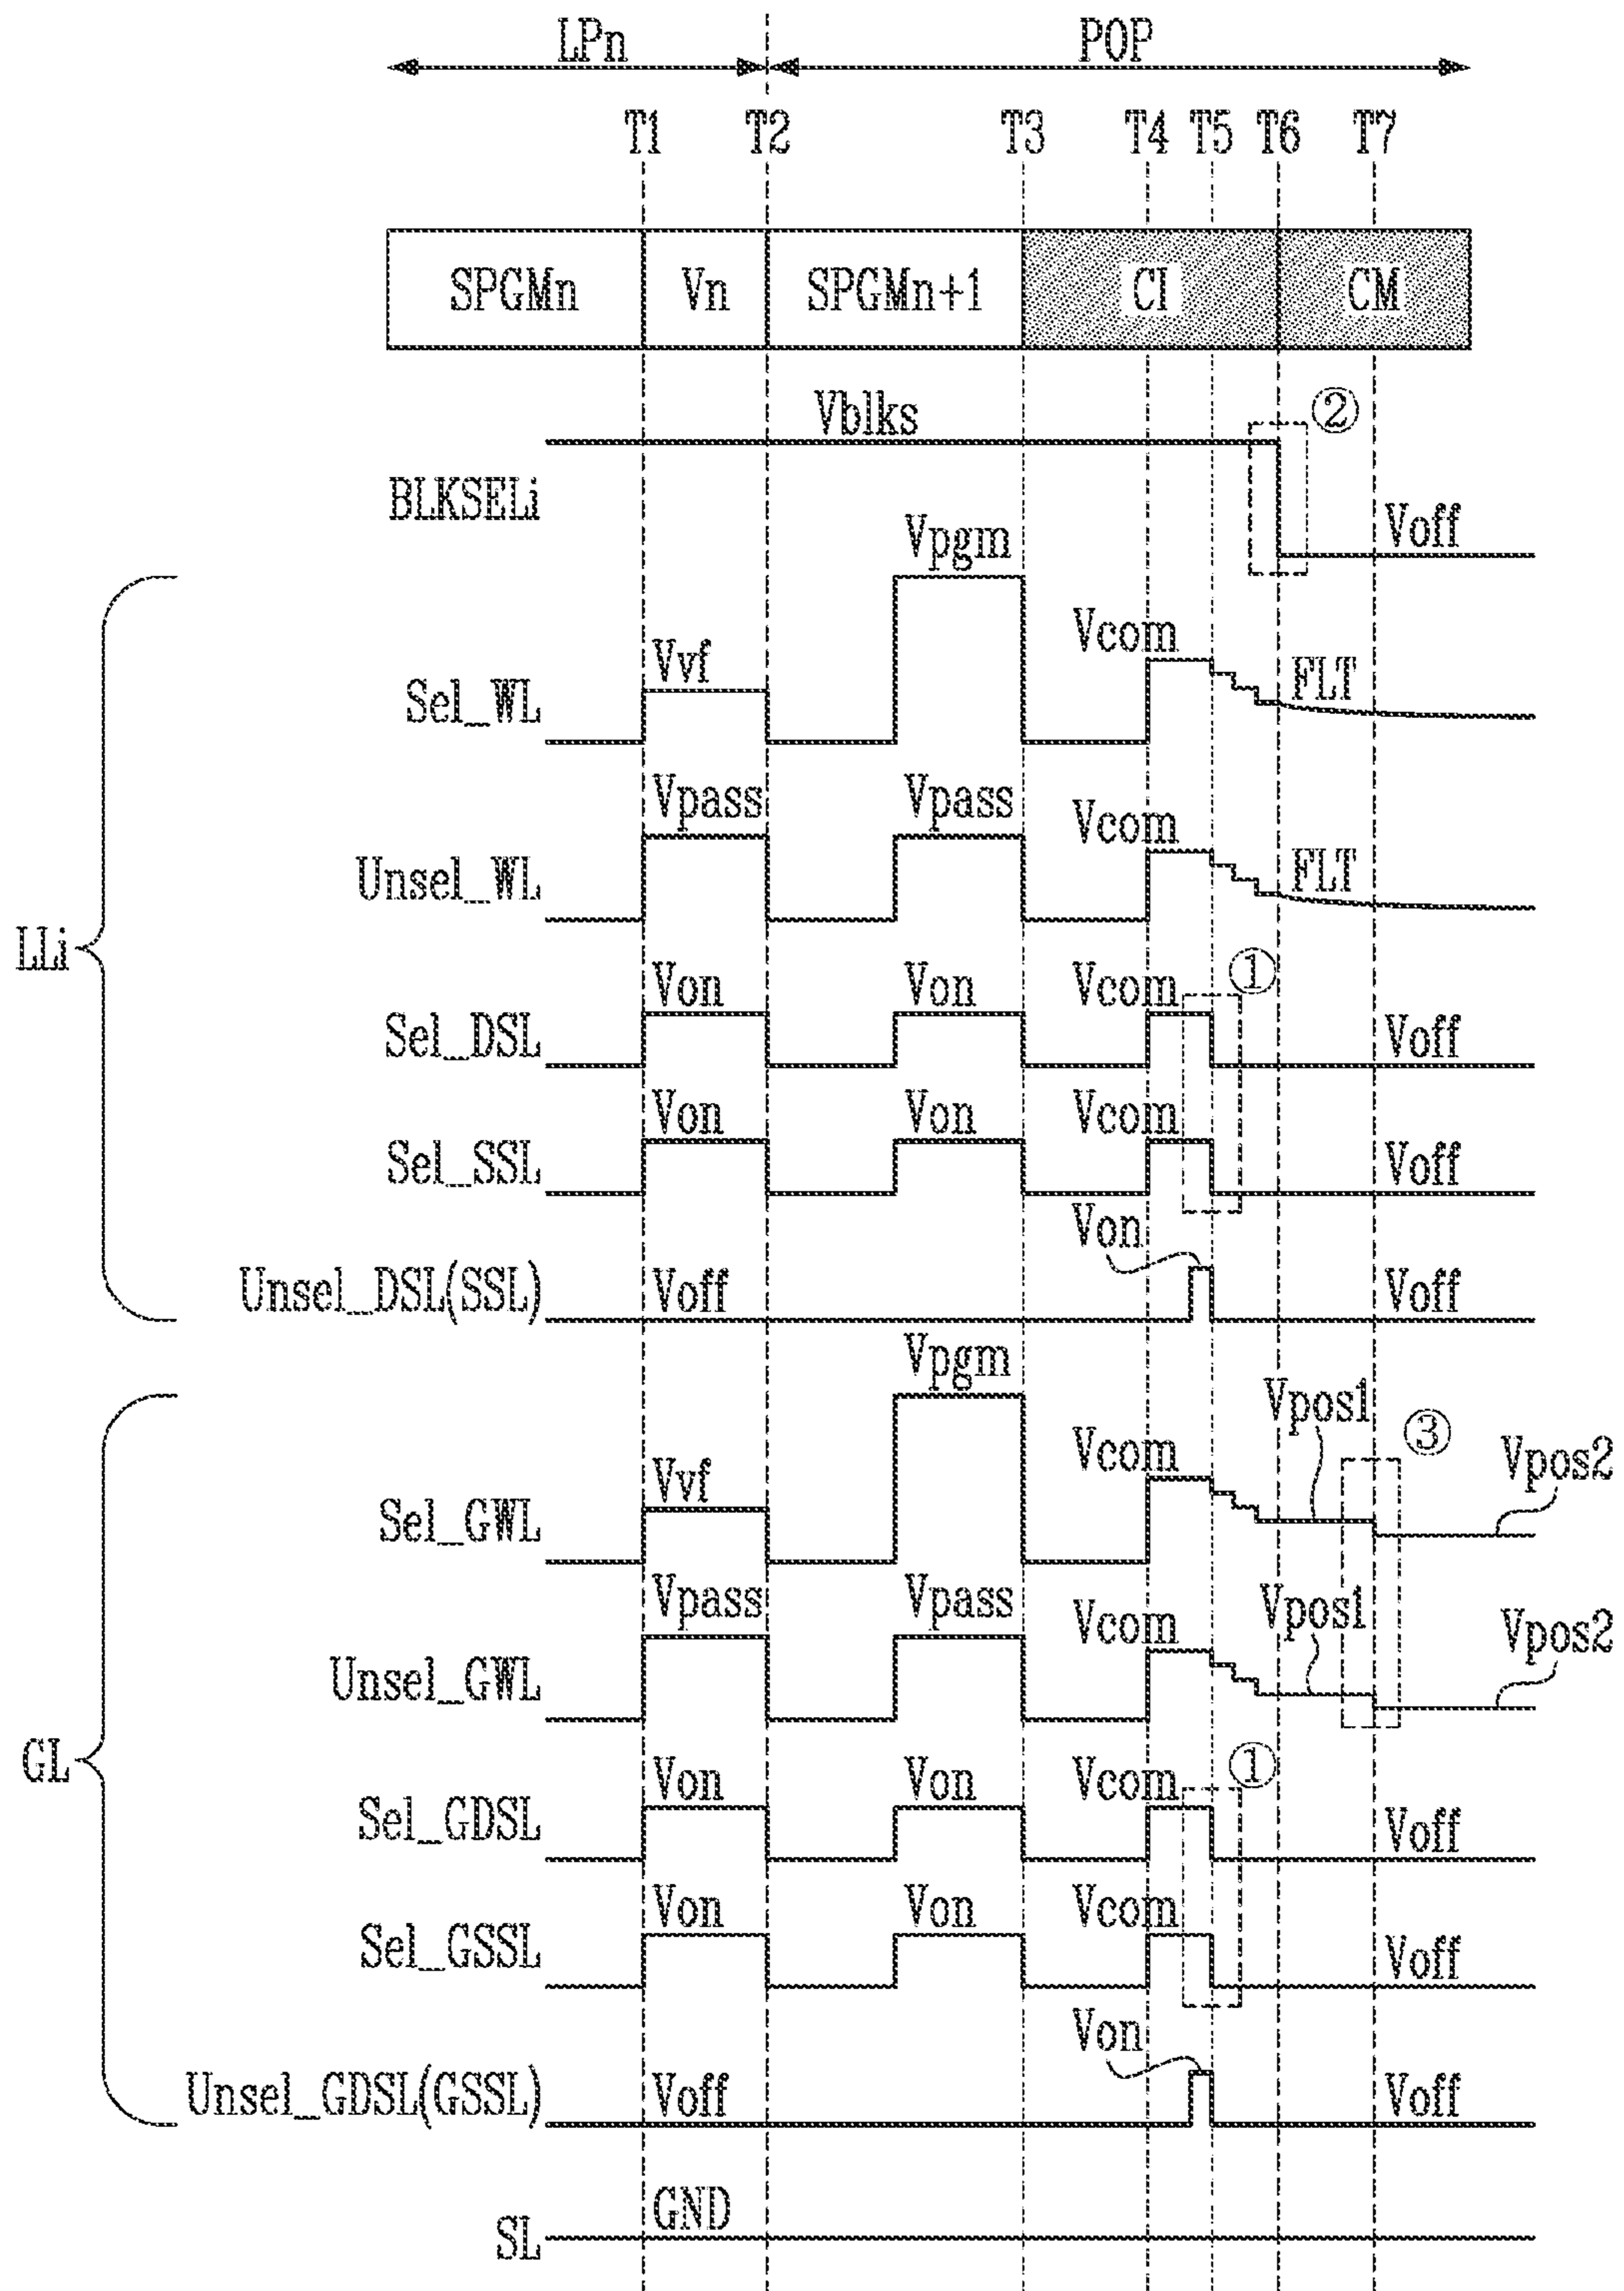 LPn POP
T1 T2 T3 T4 T5 T6 T7
SPGMn Vn SPGMn+1 CI CM
BLKSELi Vblks ② Voff
LLi
Sel_WL Vvf Vpgm Vcom FLT
Unsel_WL Vpass Vpass Vcom FLT
Sel_DSL Von Von Vcom ① Voff
Sel_SSL Von Von Vcom Voff
Unsel_DSL(SSL) Voff Von Voff
GL
Sel_GWL Vvf Vpgm Vcom Vpos1 ③ Vpos2
Unsel_GWL Vpass Vpass Vcom Vpos1 Vpos2
Sel_GDSL Von Von Vcom ① Voff
Sel_GSSL Von Von Vcom Voff
Unsel_GDSL(GSSL) Voff Von Voff
SL GND